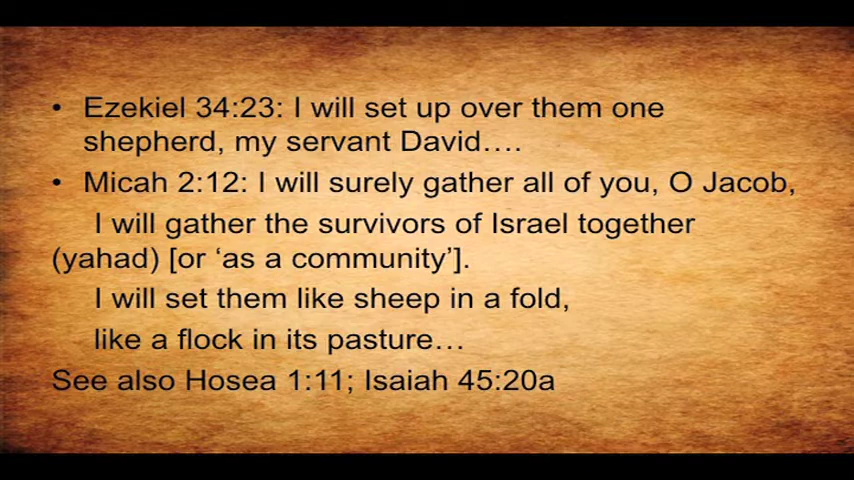 • Ezekiel 34:23: I will set up over them one
shepherd, my servant David….
• Micah 2:12: I will surely gather all of you, O Jacob,
I will gather the survivors of Israel together
(yahad) [or ‘as a community’].
I will set them like sheep in a fold,
like a flock in its pasture…
See also Hosea 1:11; Isaiah 45:20a